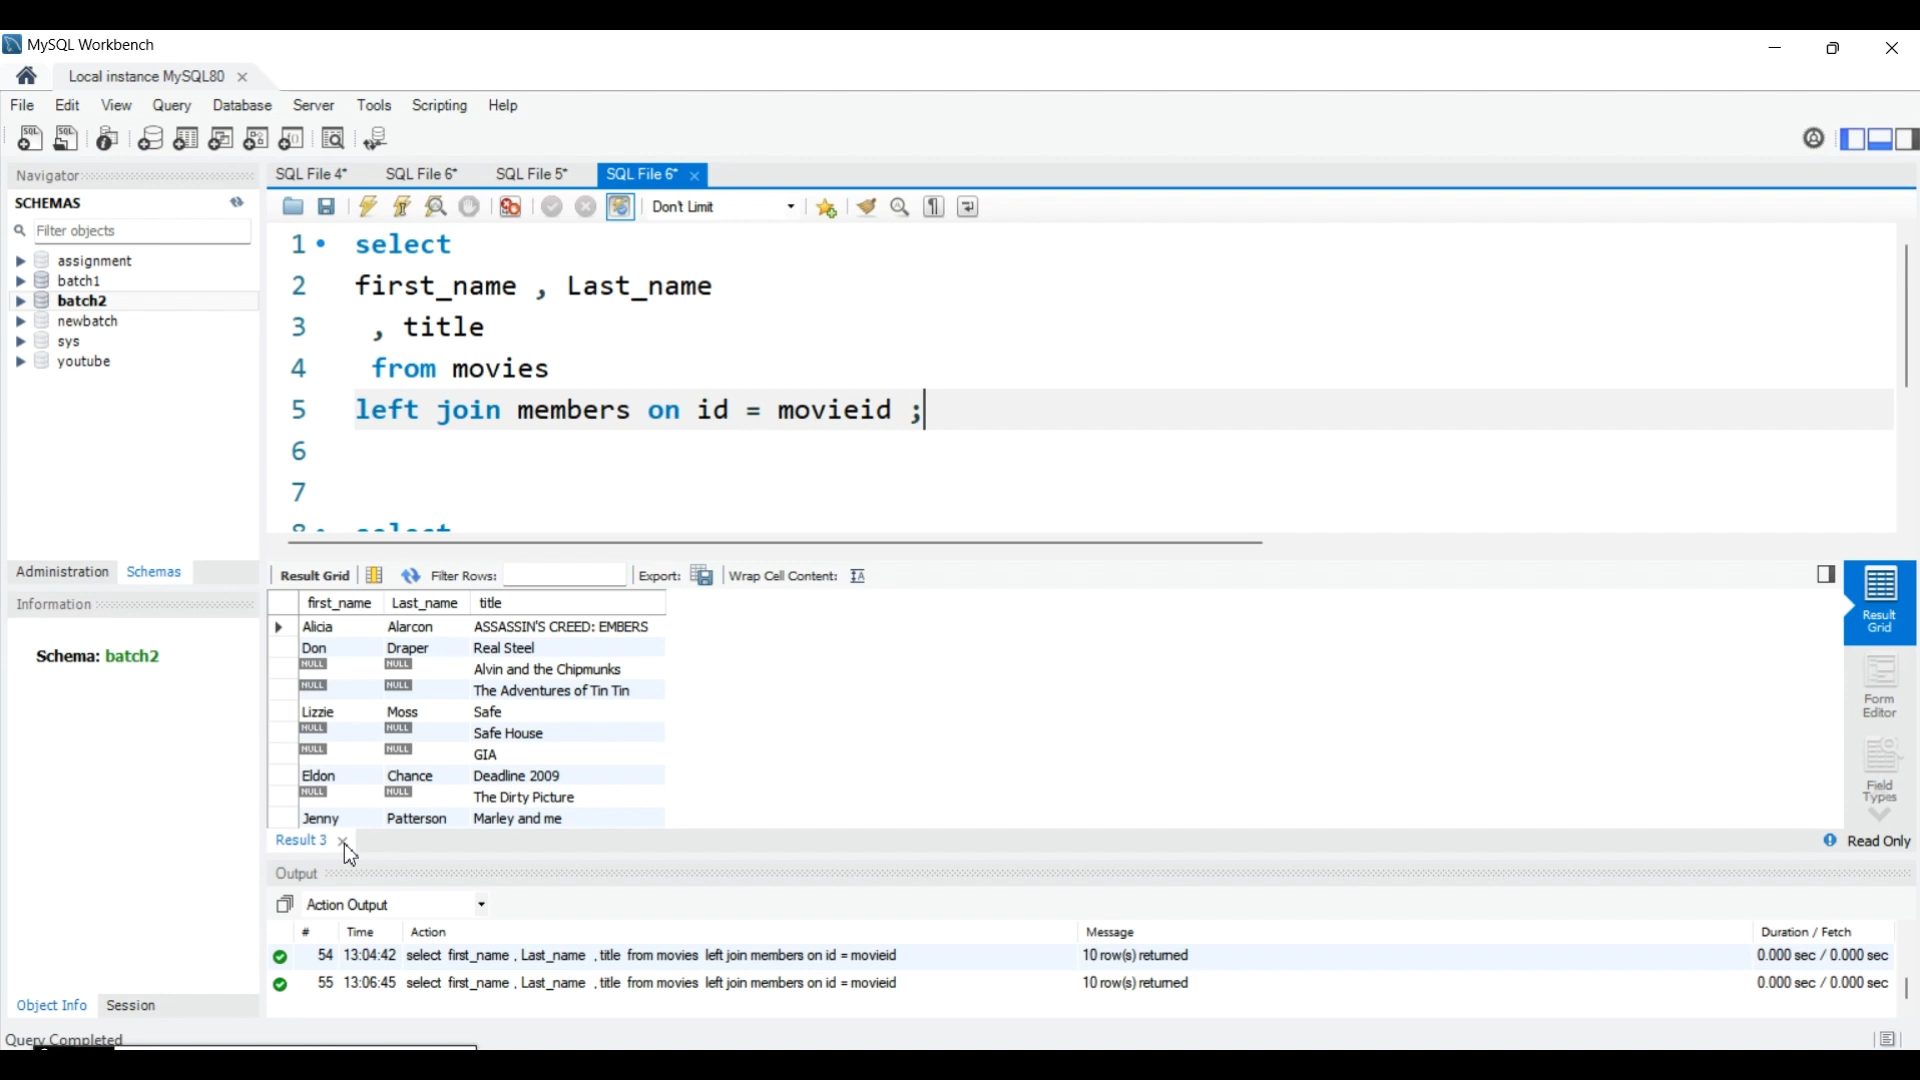 MySQL Workbench
Local instance MySQL80
File Edit View Query Database Server Tools Scripting Help
Navigator
SCHEMAS
Filter objects
assignment
batch1
batch2
newbatch
sys
youtube
Administration Schemas
Information
Schema: batch2
Object Info Session
Query Completed
SQL File 4* SQL File 6* SQL File 5* SQL File 6*
Don't Limit
1 select
2 first_name , Last_name
3 , title
4 from movies
5 left join members on id = movieid ;
6
7
8 select
Result Grid Filter Rows: Export: Wrap Cell Content:
first_name Last_name title
Alicia Alarcon ASSASSIN'S CREED: EMBERS
Don Draper Real Steel
NULL NULL Alvin and the Chipmunks
NULL NULL The Adventures of Tin Tin
Lizzie Moss Safe
NULL NULL Safe House
NULL NULL GIA
Eldon Chance Deadline 2009
NULL NULL The Dirty Picture
Jenny Patterson Marley and me
Result
Grid
Form
Editor
Field
Types
Result 3
Read Only
Output
Action Output
# Time Action Message Duration / Fetch
54 13:04:42 select first_name , Last_name , title from movies left join members on id = movieid 10 row(s) returned 0.000 sec / 0.000 sec
55 13:06:45 select first_name , Last_name , title from movies left join members on id = movieid 10 row(s) returned 0.000 sec / 0.000 sec